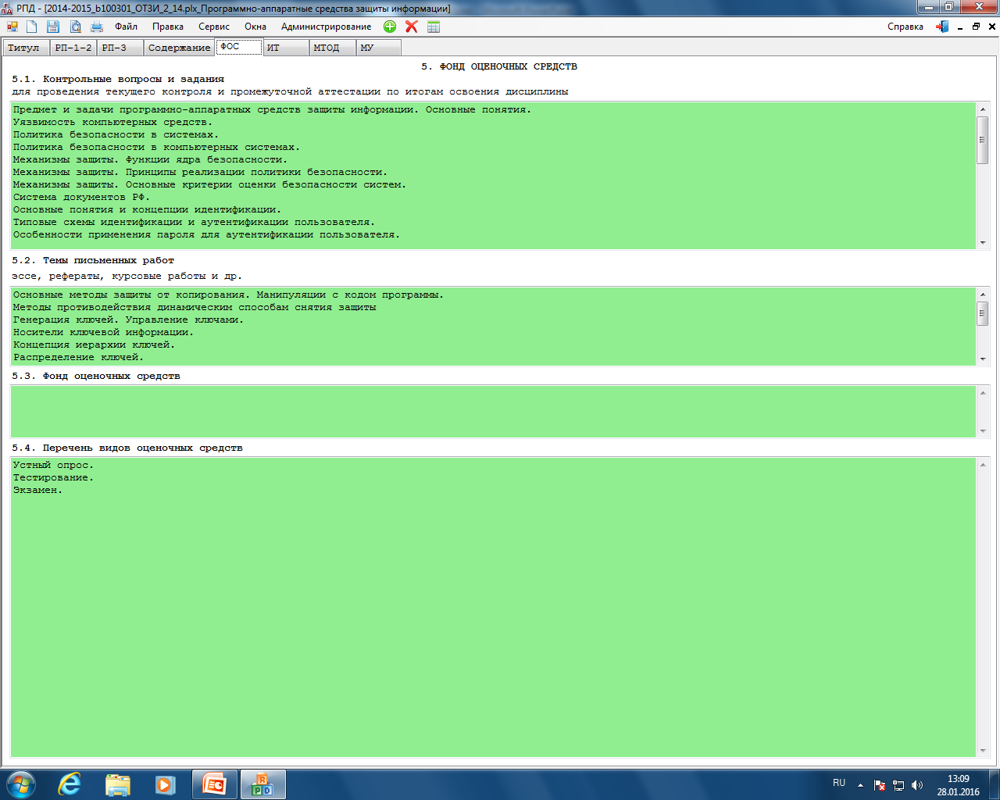 РПД - [2014-2015_b100301_ОТЗИ_2_14.plx_Программно-аппаратные средства защиты информации]
Файл Правка Сервис Окна Администрирование Справка
Титул РП-1-2 РП-3 Содержание ФОС ИТ МТОД МУ
5. ФОНД ОЦЕНОЧНЫХ СРЕДСТВ
5.1. Контрольные вопросы и задания
для проведения текущего контроля и промежуточной аттестации по итогам освоения дисциплины
Предмет и задачи программно-аппаратных средств защиты информации. Основные понятия.
Уязвимость компьютерных средств.
Политика безопасности в системах.
Политика безопасности в компьютерных системах.
Механизмы защиты. Функции ядра безопасности.
Механизмы защиты. Принципы реализации политики безопасности.
Механизмы защиты. Основные критерии оценки безопасности систем.
Система документов РФ.
Основные понятия и концепции идентификации.
Типовые схемы идентификации и аутентификации пользователя.
Особенности применения пароля для аутентификации пользователя.
5.2. Темы письменных работ
эссе, рефераты, курсовые работы и др.
Основные методы защиты от копирования. Манипуляции с кодом программы.
Методы противодействия динамическим способам снятия защиты
Генерация ключей. Управление ключами.
Носители ключевой информации.
Концепция иерархии ключей.
Распределение ключей.
5.3. Фонд оценочных средств
5.4. Перечень видов оценочных средств
Устный опрос.
Тестирование.
Экзамен.
RU
13:09
28.01.2016